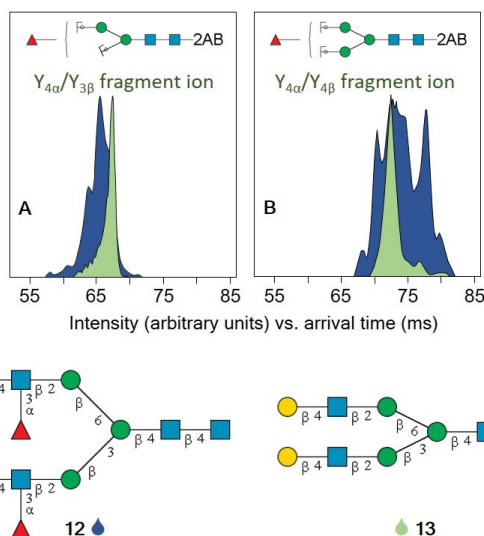 2AB
2AB
Y4α/Y3β fragment ion
Y4α/Y4β fragment ion
A
B
55 65 75 85
55 65 75 85
Intensity (arbitrary units) vs. arrival time (ms)
4 β 2
3
α
β
6
β 4 β 4
3
β
4 β 2
3
α
β 4 β 2
β
6
β 4
3
β
β 4 β 2
12
13